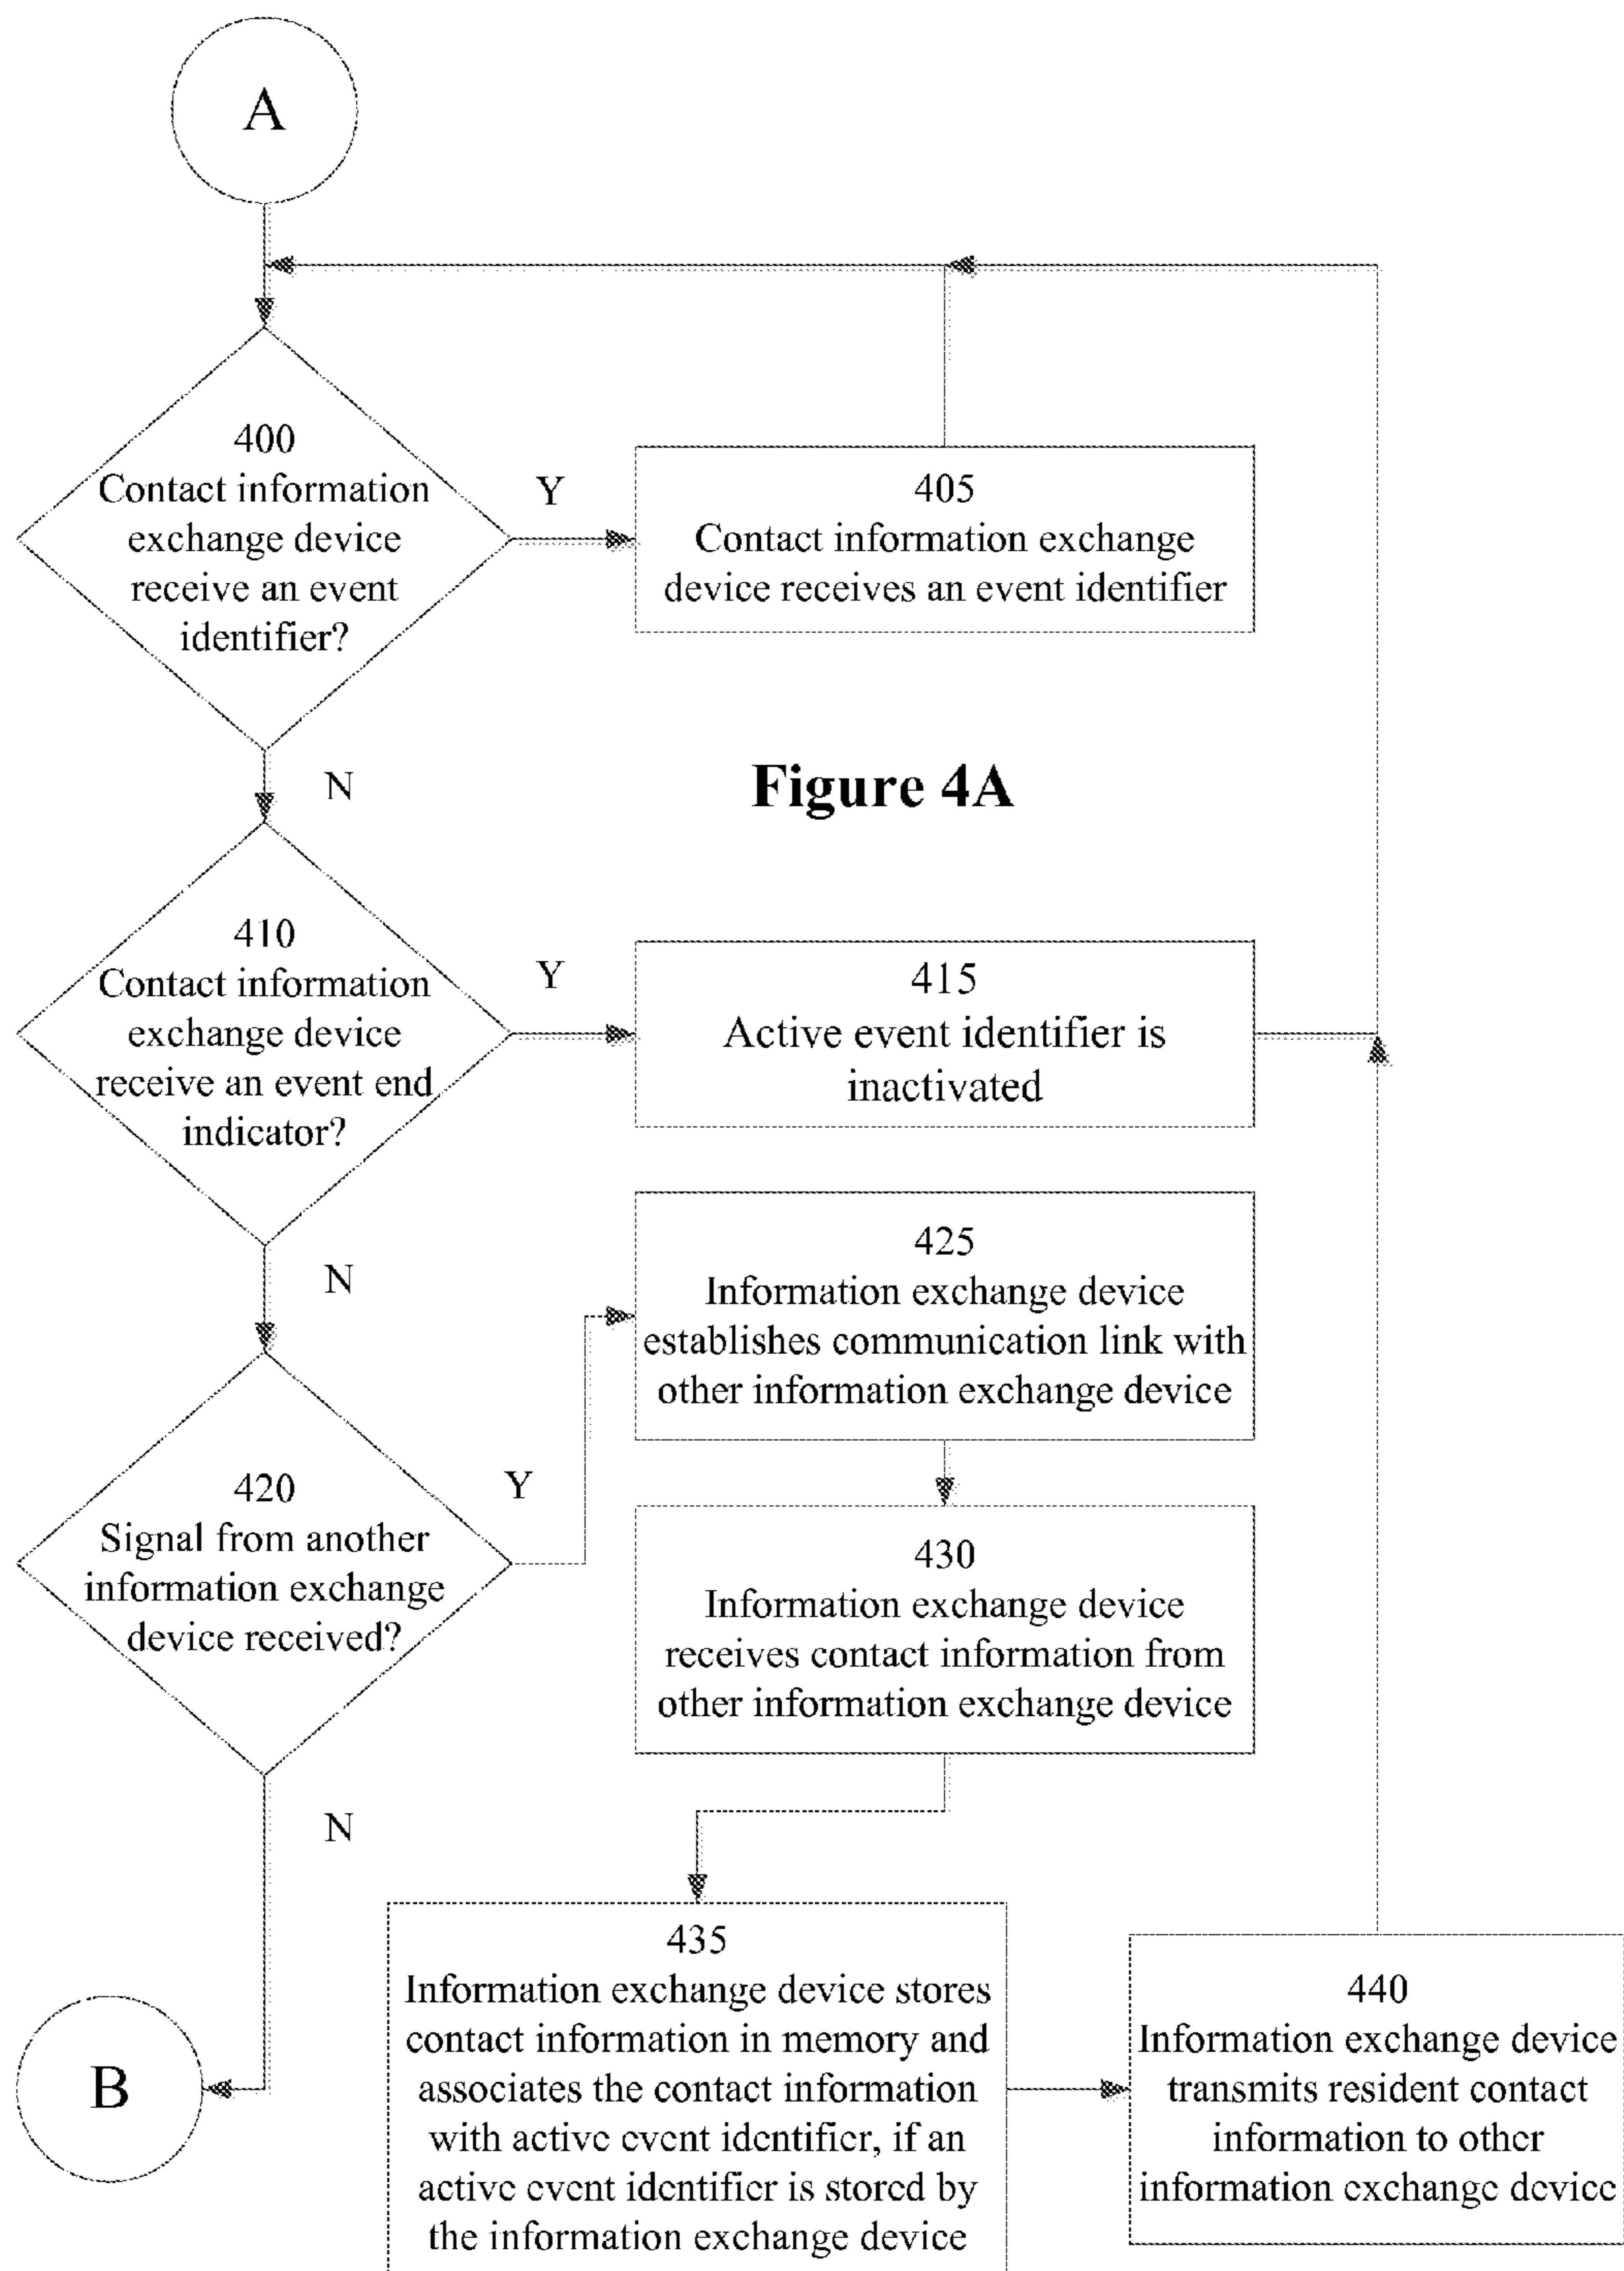 A
400
Contact information
exchange device
receive an event
identifier?
Y
405
Contact information exchange
device receives an event identifier
N
Figure 4A
410
Contact information
exchange device
receive an event end
indicator?
Y
415
Active event identifier is
inactivated
N
425
Information exchange device
establishes communication link with
other information exchange device
420
Signal from another
information exchange
device received?
Y
430
Information exchange device
receives contact information from
other information exchange device
N
B
435
Information exchange device stores
contact information in memory and
associates the contact information
with active event identifier, if an
active event identifier is stored by
the information exchange device
440
Information exchange device
transmits resident contact
information to other
information exchange device